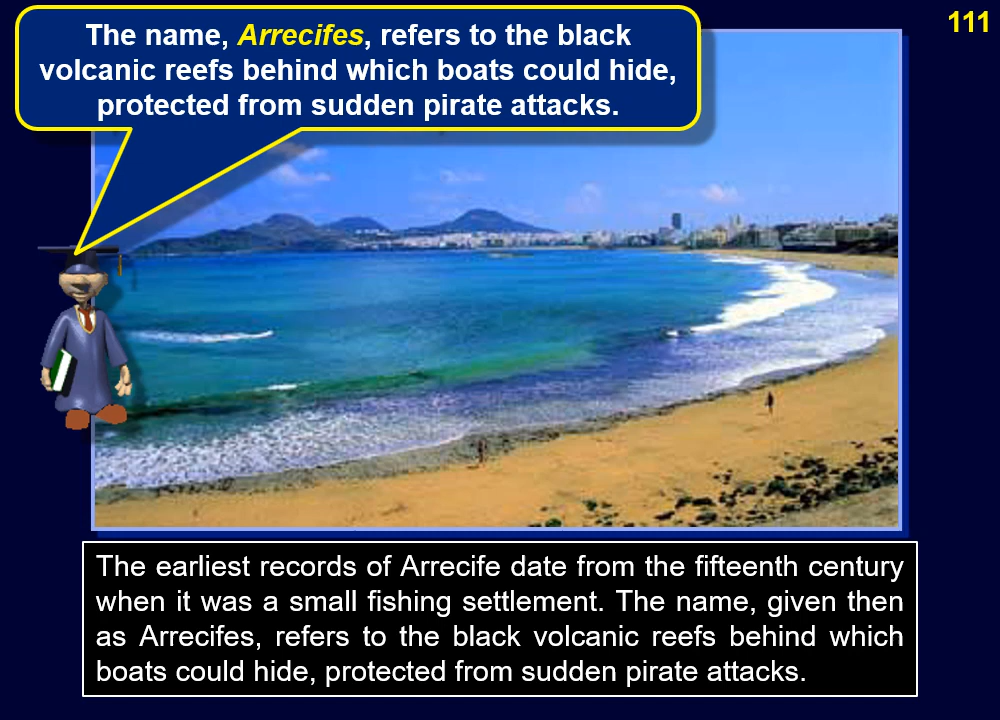 111
The name, Arrecifes, refers to the black
volcanic reefs behind which boats could hide,
protected from sudden pirate attacks.
The earliest records of Arrecife date from the fifteenth century
when it was a small fishing settlement. The name, given then
as Arrecifes, refers to the black volcanic reefs behind which
boats could hide, protected from sudden pirate attacks.